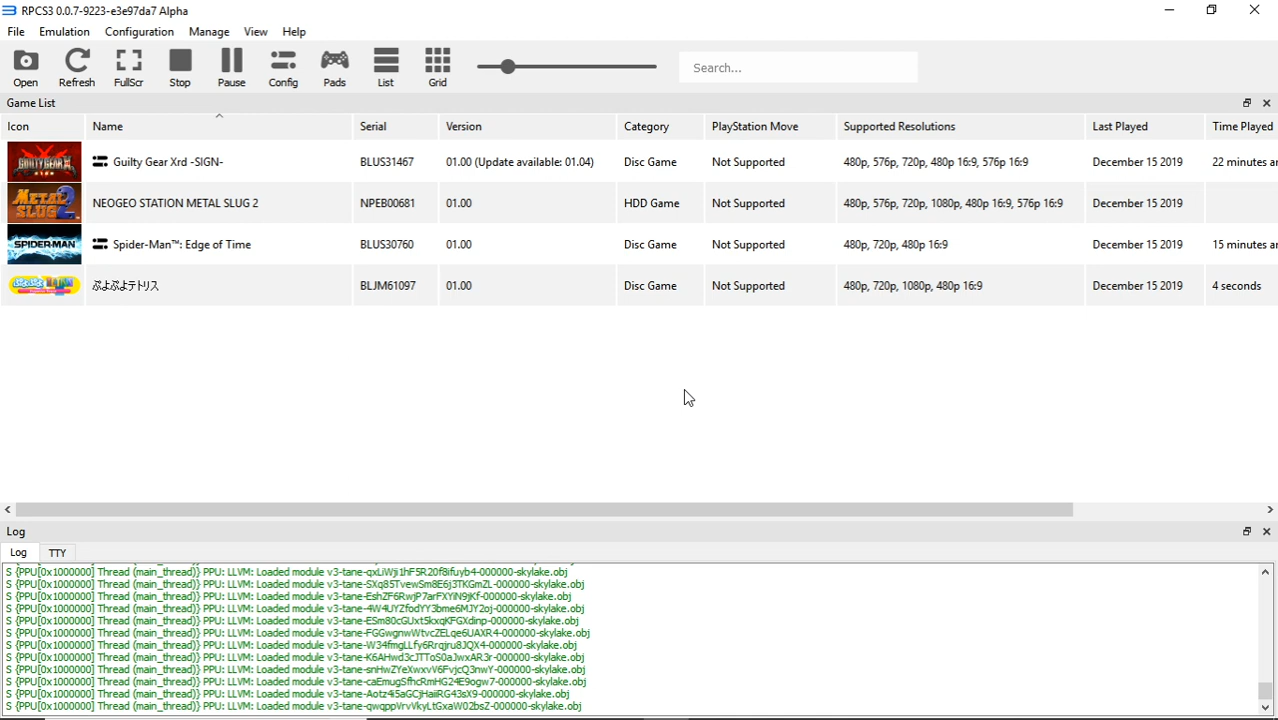 RPCS3 0.0.7-9223-e3e97da7 Alpha
File Emulation Configuration Manage View Help
Open Refresh FullScr Stop Pause Config Pads List Grid Search...
Game List
Icon Name Serial Version Category PlayStation Move Supported Resolutions Last Played Time Played
Guilty Gear Xrd -SIGN- BLUS31467 01.00 (Update available: 01.04) Disc Game Not Supported 480p, 576p, 720p, 480p 16:9, 576p 16:9 December 15 2019 22 minutes ar
METAL SLUG 2 NEOGEO STATION METAL SLUG 2 NPEB00681 01.00 HDD Game Not Supported 480p, 576p, 720p, 1080p, 480p 16:9, 576p 16:9 December 15 2019
SPIDER-MAN Spider-Man™: Edge of Time BLUS30760 01.00 Disc Game Not Supported 480p, 720p, 480p 16:9 December 15 2019 15 minutes ar
ぷよぷよテトリス BLJM61097 01.00 Disc Game Not Supported 480p, 720p, 1080p, 480p 16:9 December 15 2019 4 seconds
Log
Log TTY
S {PPU[0x1000000] Thread (main_thread)} PPU: LLVM: Loaded module v3-tane-qxLiWji1hF5R20f8ifuyb4-000000-skylake.obj
S {PPU[0x1000000] Thread (main_thread)} PPU: LLVM: Loaded module v3-tane-SXq85TvewSm8E6j3TKGmZL-000000-skylake.obj
S {PPU[0x1000000] Thread (main_thread)} PPU: LLVM: Loaded module v3-tane-EshZF6RwjP7arFXYiN9jKf-000000-skylake.obj
S {PPU[0x1000000] Thread (main_thread)} PPU: LLVM: Loaded module v3-tane-4W4UYZfodYY3bme6MJY2oj-000000-skylake.obj
S {PPU[0x1000000] Thread (main_thread)} PPU: LLVM: Loaded module v3-tane-ESm80cGUxt5kxqKFGXdinp-000000-skylake.obj
S {PPU[0x1000000] Thread (main_thread)} PPU: LLVM: Loaded module v3-tane-FGGwgnwWtvcZELqe6UAXR4-000000-skylake.obj
S {PPU[0x1000000] Thread (main_thread)} PPU: LLVM: Loaded module v3-tane-W34fmgLLfy6Rrqjru8JQX4-000000-skylake.obj
S {PPU[0x1000000] Thread (main_thread)} PPU: LLVM: Loaded module v3-tane-K6AHwd3cJTToS0aJwxAR3r-000000-skylake.obj
S {PPU[0x1000000] Thread (main_thread)} PPU: LLVM: Loaded module v3-tane-snHwZYeXwxvV6FvjcQ3nwY-000000-skylake.obj
S {PPU[0x1000000] Thread (main_thread)} PPU: LLVM: Loaded module v3-tane-caEmugSfhcRmHG24E9ogw7-000000-skylake.obj
S {PPU[0x1000000] Thread (main_thread)} PPU: LLVM: Loaded module v3-tane-Aotz4i5aGCjHaiiRG43sX9-000000-skylake.obj
S {PPU[0x1000000] Thread (main_thread)} PPU: LLVM: Loaded module v3-tane-qwqppVrvVkyLtGxaW02bsZ-000000-skylake.obj